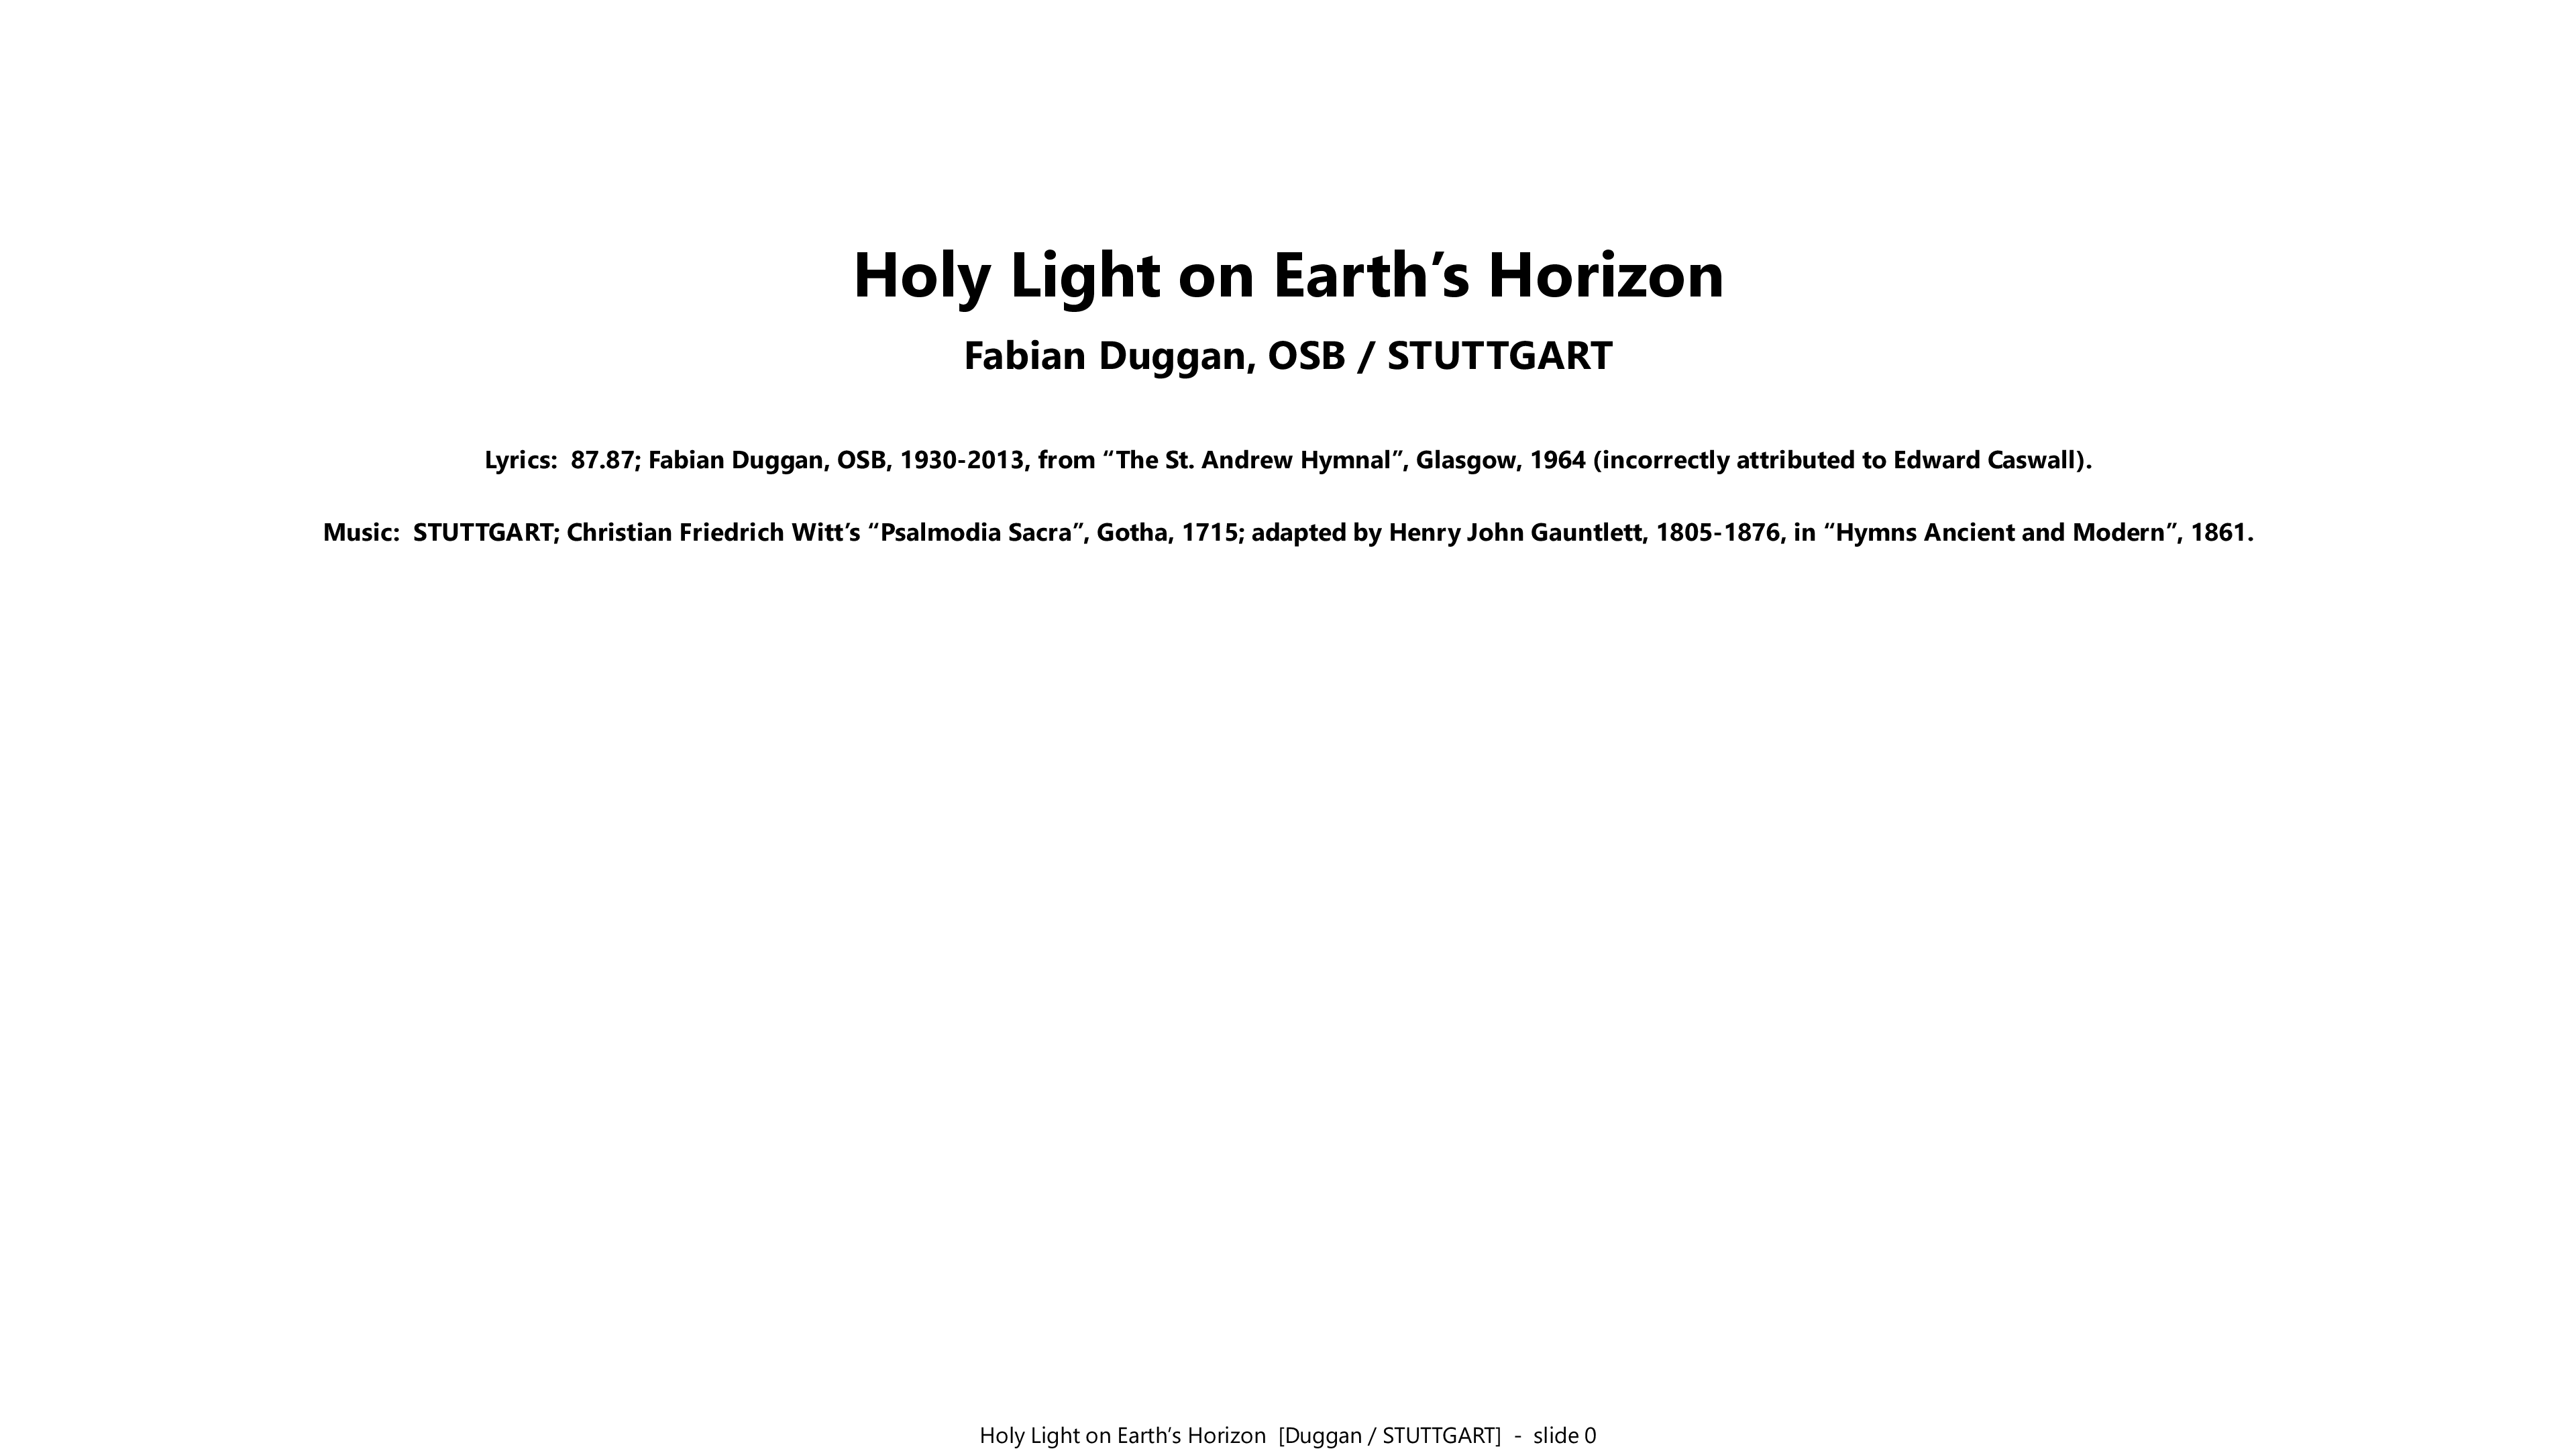 Holy Light on Earth’s Horizon
Fabian Duggan, OSB / STUTTGART
Lyrics:  87.87; Fabian Duggan, OSB, 1930-2013, from “The St. Andrew Hymnal”, Glasgow, 1964 (incorrectly attributed to Edward Caswall).
Music:  STUTTGART; Christian Friedrich Witt’s “Psalmodia Sacra”, Gotha, 1715; adapted by Henry John Gauntlett, 1805-1876, in “Hymns Ancient and Modern”, 1861.
Holy Light on Earth’s Horizon  [Duggan / STUTTGART]  -  slide 0